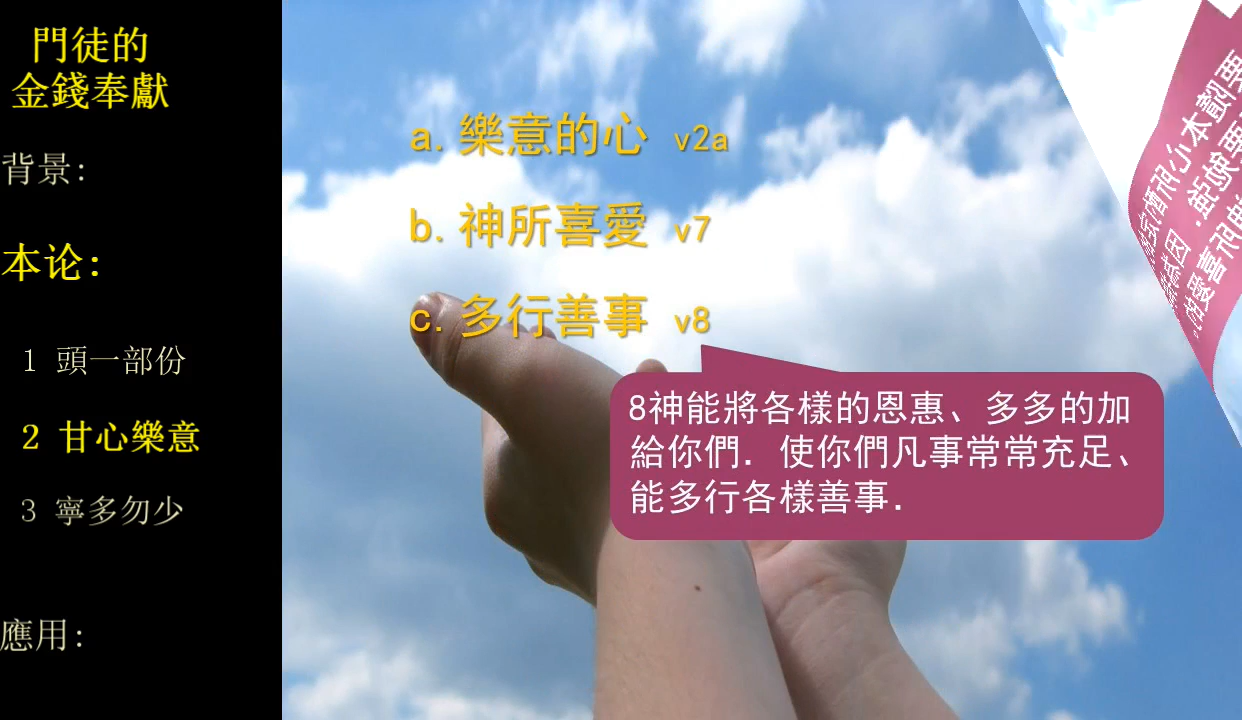 門徒的
金錢奉獻
背景:
本论:
1 頭一部份
2 甘心樂意
3 寧多勿少
應用:
a. 樂意的心 v2a
b. 神所喜愛 v7
c. 多行善事 v8
8神能將各樣的恩惠、多多的加
給你們．使你們凡事常常充足、
能多行各樣善事．